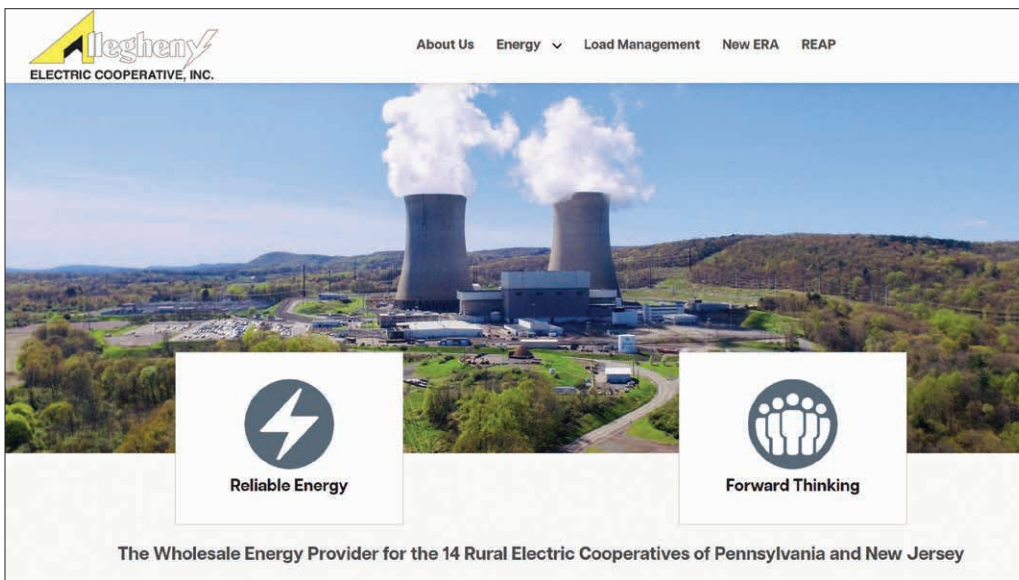 Allegheny
ELECTRIC COOPERATIVE, INC.
About Us Energy Load Management New ERA REAP
Reliable Energy
Forward Thinking
The Wholesale Energy Provider for the 14 Rural Electric Cooperatives of Pennsylvania and New Jersey